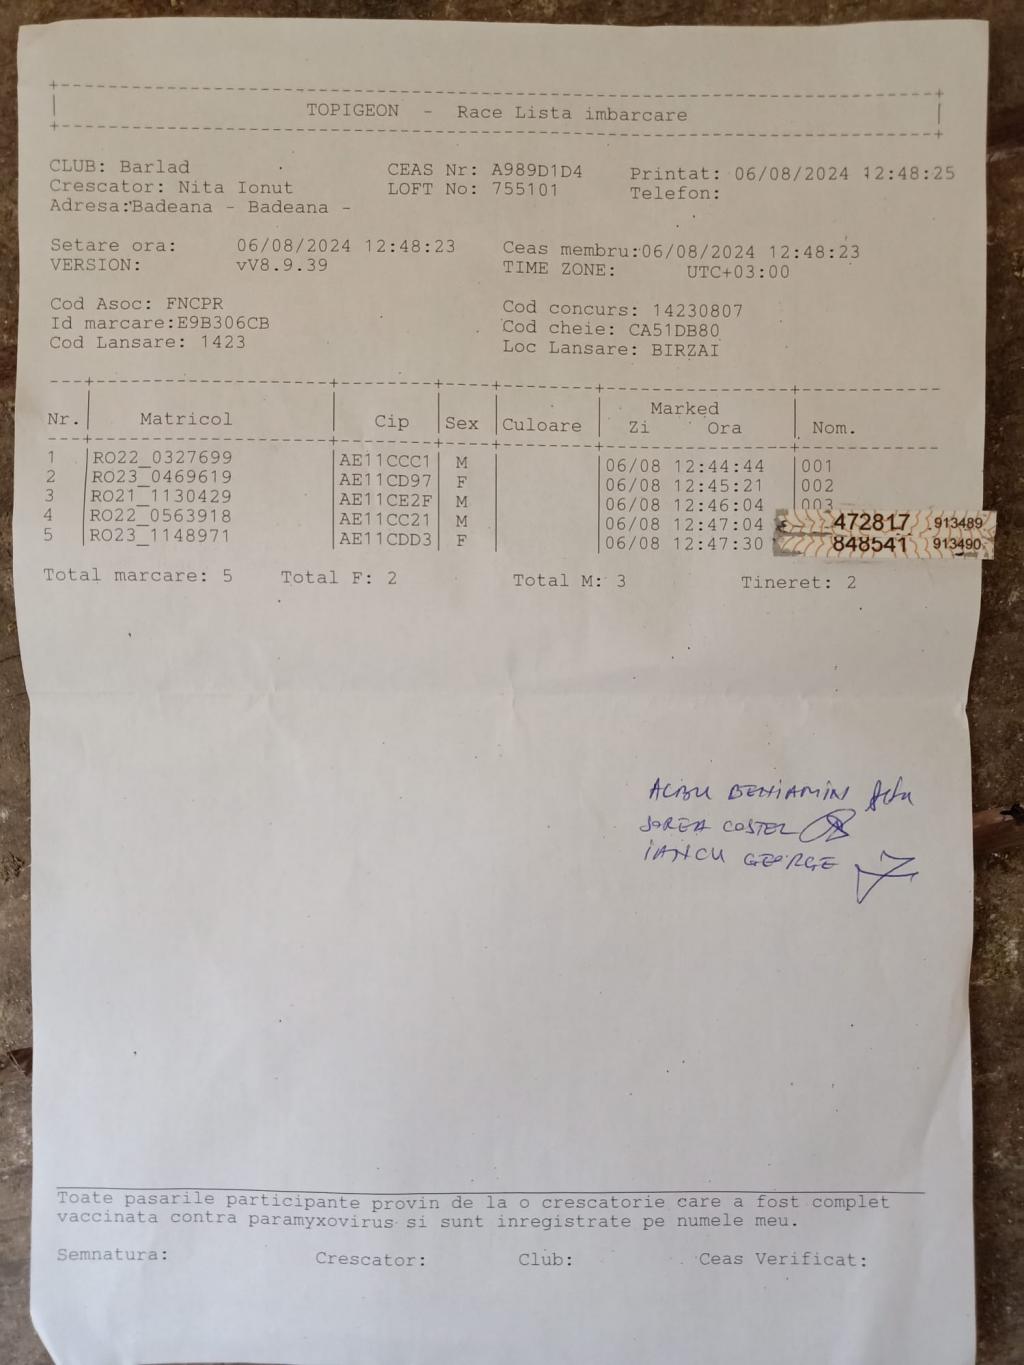 TOPIGEON - Race Lista imbarcare
CLUB: Barlad CEAS Nr: A989D1D4 Printat: 06/08/2024 12:48:25
Crescator: Nita Ionut LOFT No: 755101 Telefon:
Adresa:Badeana - Badeana -
Setare ora: 06/08/2024 12:48:23 Ceas membru:06/08/2024 12:48:23
VERSION: vV8.9.39 TIME ZONE: UTC+03:00
Cod Asoc: FNCPR Cod concurs: 14230807
Id marcare:E9B306CB Cod cheie: CA51DB80
Cod Lansare: 1423 Loc Lansare: BIRZAI
Marked
Nr. Matricol Cip Sex Culoare Zi Ora Nom.
1 RO22_0327699 AE11CCC1 M 06/08 12:44:44 001
2 RO23_0469619 AE11CD97 F 06/08 12:45:21 002
3 RO21_1130429 AE11CE2F M 06/08 12:46:04 003
4 RO22_0563918 AE11CC21 M 06/08 12:47:04 472817 913489
5 RO23_1148971 AE11CDD3 F 06/08 12:47:30 848541 913490
Total marcare: 5 Total F: 2 Total M: 3 Tineret: 2
BENIAMIN
COSTEL
IANCU GEORGE
Toate pasarile participante provin de la o crescatorie care a fost complet
vaccinata contra paramyxovirus si sunt inregistrate pe numele meu.
Semnatura: Crescator: Club: Ceas Verificat: